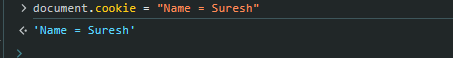 > document.cookie = "Name = Suresh"
<· 'Name = Suresh'
>